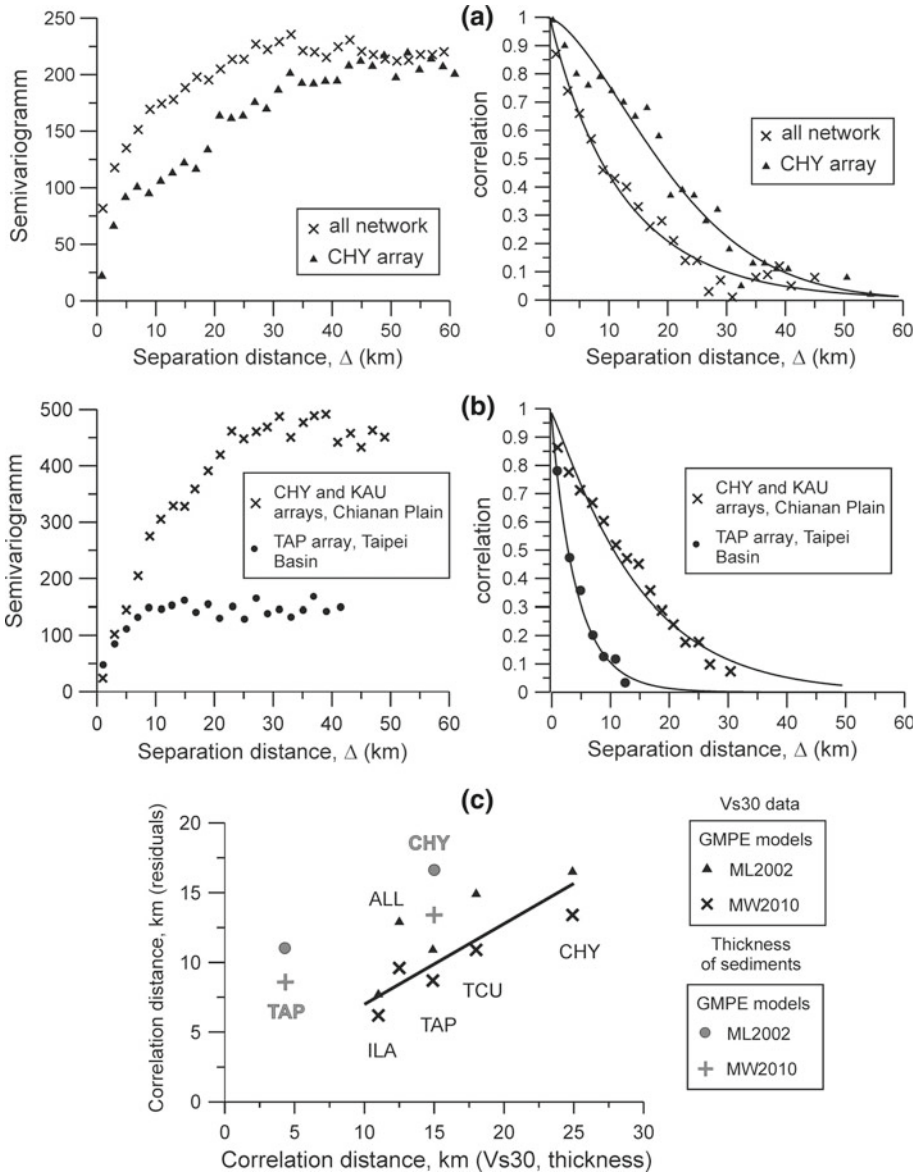 (a)
250
200
150
100
50
0
Semivariogramm
× all network
▲ CHY array
0 10 20 30 40 50 60
Separation distance, Δ (km)
1
0.9
0.8
0.7
0.6
0.5
0.4
0.3
0.2
0.1
0
correlation
× all network
▲ CHY array
0 10 20 30 40 50 60
Separation distance, Δ (km)
(b)
500
400
300
200
100
0
Semivariogramm
× CHY and KAU
arrays, Chianan Plain
● TAP array, Taipei
Basin
0 10 20 30 40 50 60
Separation distance, Δ (km)
1
0.9
0.8
0.7
0.6
0.5
0.4
0.3
0.2
0.1
0
correlation
× CHY and KAU
arrays, Chianan Plain
● TAP array, Taipei
Basin
0 10 20 30 40 50 60
Separation distance, Δ (km)
(c)
20
15
10
5
0
Correlation distance, km (residuals)
CHY
ALL
TAP
CHY
TCU
TAP
ILA
0 5 10 15 20 25 30
Correlation distance, km (Vs30, thickness)
Vs30 data
GMPE models
▲ ML2002
× MW2010
Thickness
of sediments
GMPE models
● ML2002
+ MW2010